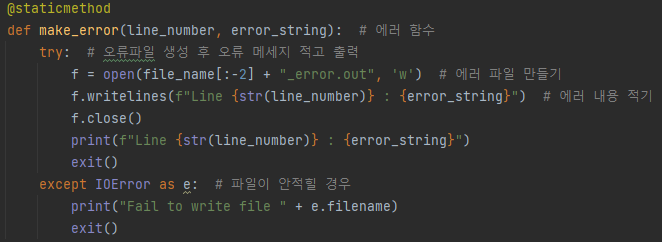 @staticmethod
def make_error(line_number, error_string):  # 에러 함수
    try:  # 오류파일 생성 후 오류 메세지 적고 출력
        f = open(file_name[:-2] + "_error.out", 'w')  # 에러 파일 만들기
        f.writelines(f"Line {str(line_number)} : {error_string}")  # 에러 내용 적기
        f.close()
        print(f"Line {str(line_number)} : {error_string}")
        exit()
    except IOError as e:  # 파일이 안적힐 경우
        print("Fail to write file " + e.filename)
        exit()